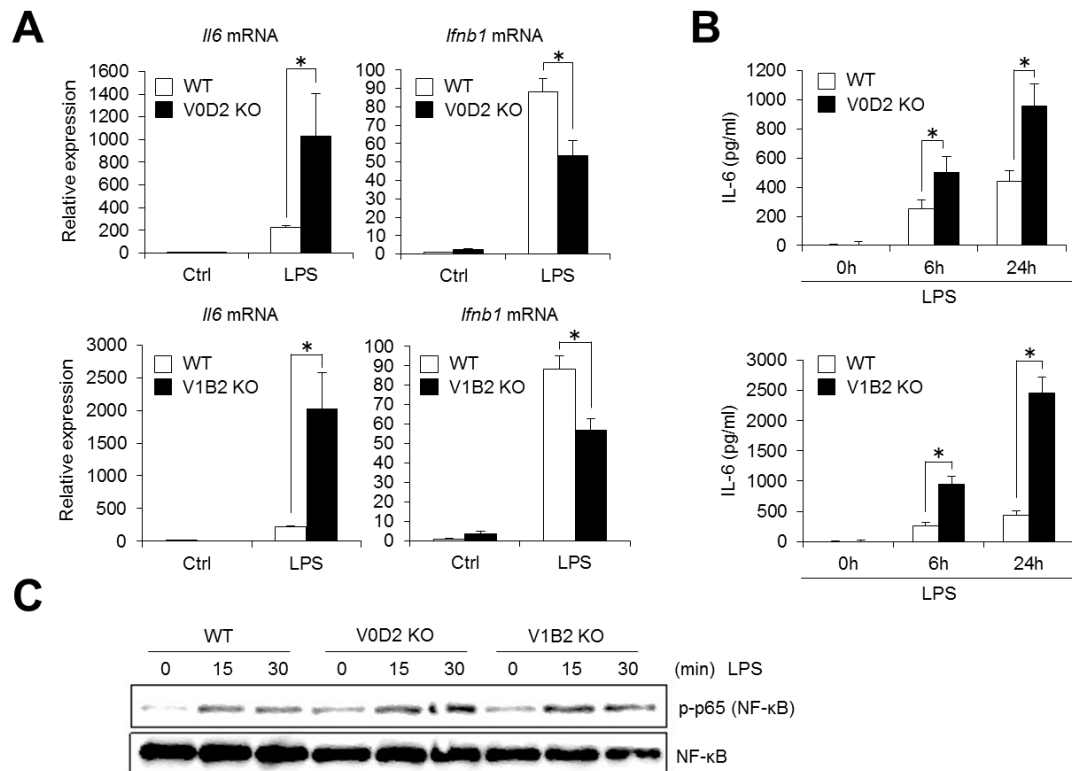 A
Il6 mRNA
Relative expression
1600
1400
1200
1000
800
600
400
200
0
WT
V0D2 KO
*
Ctrl
LPS
Ifnb1 mRNA
100
90
80
70
60
50
40
30
20
10
0
WT
V0D2 KO
*
Ctrl
LPS
Il6 mRNA
Relative expression
3000
2500
2000
1500
1000
500
0
WT
V1B2 KO
*
Ctrl
LPS
Ifnb1 mRNA
100
90
80
70
60
50
40
30
20
10
0
WT
V1B2 KO
*
Ctrl
LPS
B
IL-6 (pg/ml)
1200
1000
800
600
400
200
0
WT
V0D2 KO
*
*
0h
6h
24h
LPS
IL-6 (pg/ml)
3000
2500
2000
1500
1000
500
0
WT
V1B2 KO
*
*
0h
6h
24h
LPS
C
WT V0D2 KO V1B2 KO
0 15 30 0 15 30 0 15 30 (min) LPS
p-p65 (NF-κB)
NF-κB